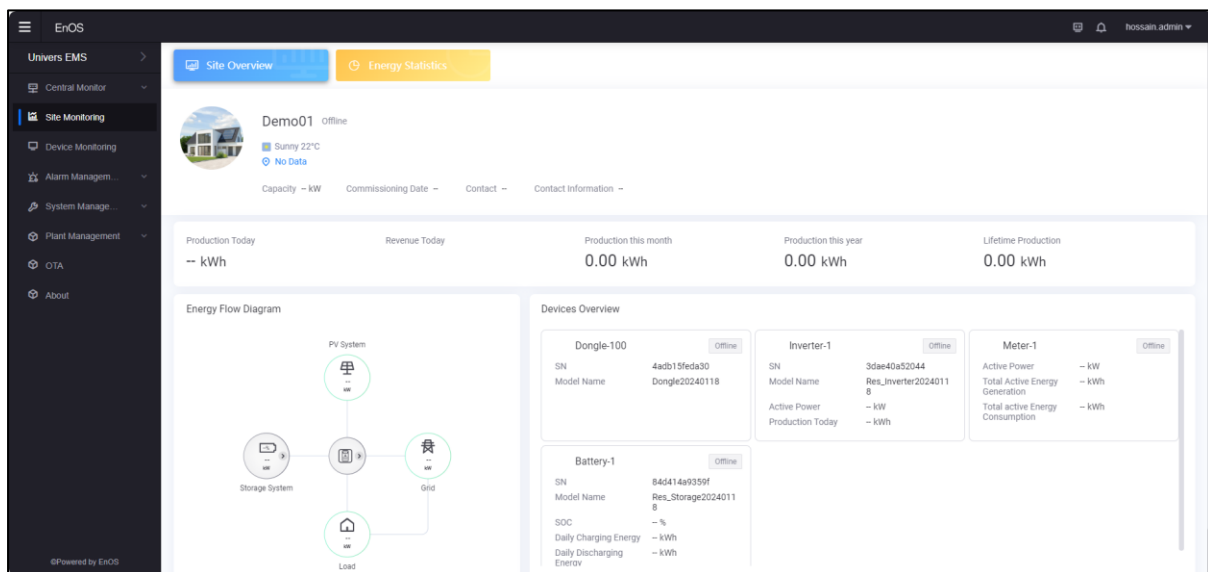 EnOS
hossain.admin
Univers EMS
Central Monitor
Site Monitoring
Device Monitoring
Alarm Managem...
System Manage...
Plant Management
OTA
About
©Powered by EnOS
Site Overview
Energy Statistics
Demo01 Offline
Sunny 22°C
No Data
Capacity -- kW Commissioning Date -- Contact -- Contact Information --
Production Today Revenue Today Production this month Production this year Lifetime Production
-- kWh 0.00 kWh 0.00 kWh 0.00 kWh
Energy Flow Diagram
PV System
--
kW
--
kW
Storage System
--
kW
Grid
--
kW
Load
Devices Overview
Dongle-100 Offline
SN 4adb15feda30
Model Name Dongle20240118
Inverter-1 Offline
SN 3dae40a52044
Model Name Res_Inverter2024011
8
Active Power -- kW
Production Today -- kWh
Meter-1 Offline
Active Power -- kW
Total Active Energy -- kWh
Generation
Total active Energy -- kWh
Consumption
Battery-1 Offline
SN 84d414a9359f
Model Name Res_Storage2024011
8
SOC -- %
Daily Charging Energy -- kWh
Daily Discharging -- kWh
Energy